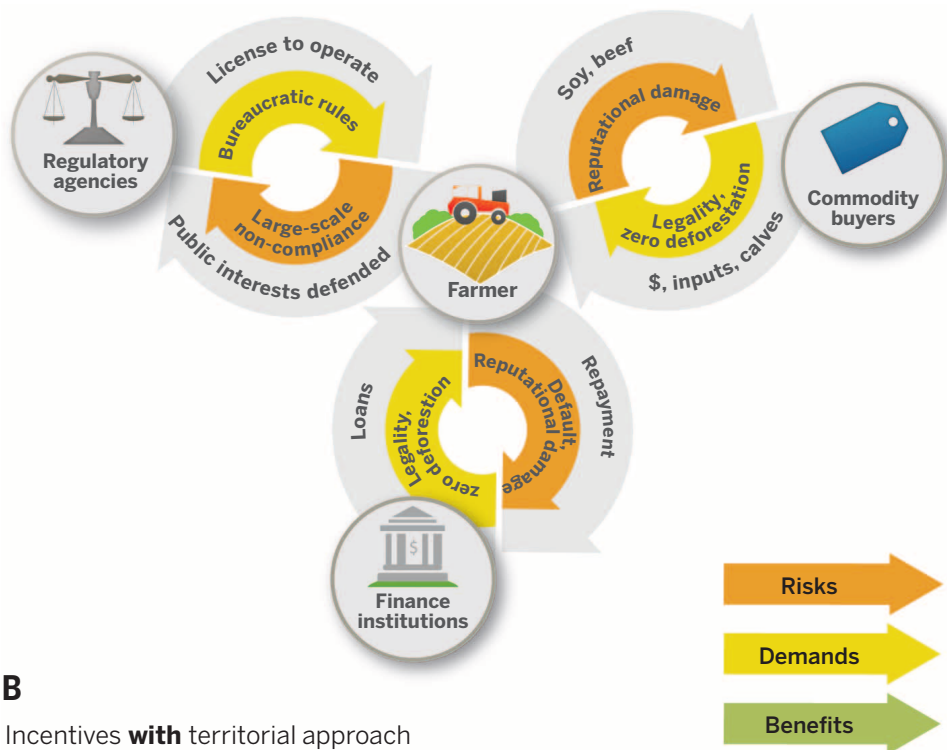 License to operate
Bureaucratic rules
Regulatory
agencies
Large-scale
non-compliance
Public interests defended
Soy, beef
Reputational damage
Legality,
zero deforestation
$, inputs, calves
Commodity
buyers
Farmer
Loans
Legality,
zero deforestion
Default,
Reputational damage
Repayment
$
Finance
institutions
Risks
Demands
Benefits
B
Incentives with territorial approach